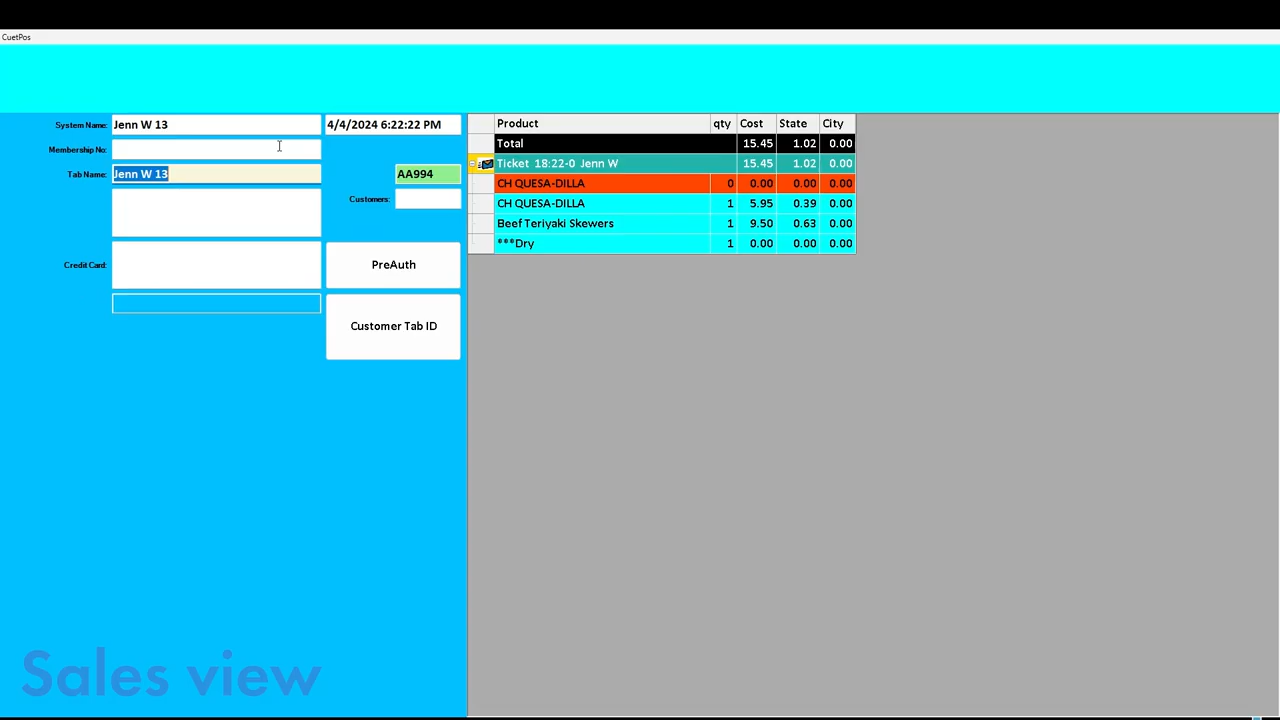 CuetPos
System Name: Jenn W 13 4/4/2024 6:22:22 PM
Membership No:
Tab Name: Jenn W 13 AA994
Customers:
Credit Card: PreAuth
Customer Tab ID
Product qty Cost State City
Total 15.45 1.02 0.00
Ticket 18:22-0 Jenn W 15.45 1.02 0.00
CH QUESA-DILLA 0 0.00 0.00 0.00
CH QUESA-DILLA 1 5.95 0.39 0.00
Beef Teriyaki Skewers 1 9.50 0.63 0.00
***Dry 1 0.00 0.00 0.00
Sales view